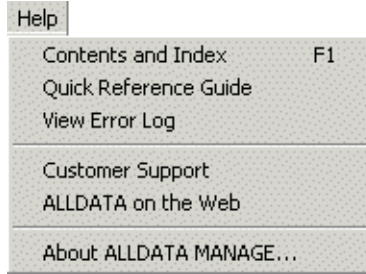 Help
Contents and Index F1
Quick Reference Guide
View Error Log
Customer Support
ALLDATA on the Web
About ALLDATA MANAGE...